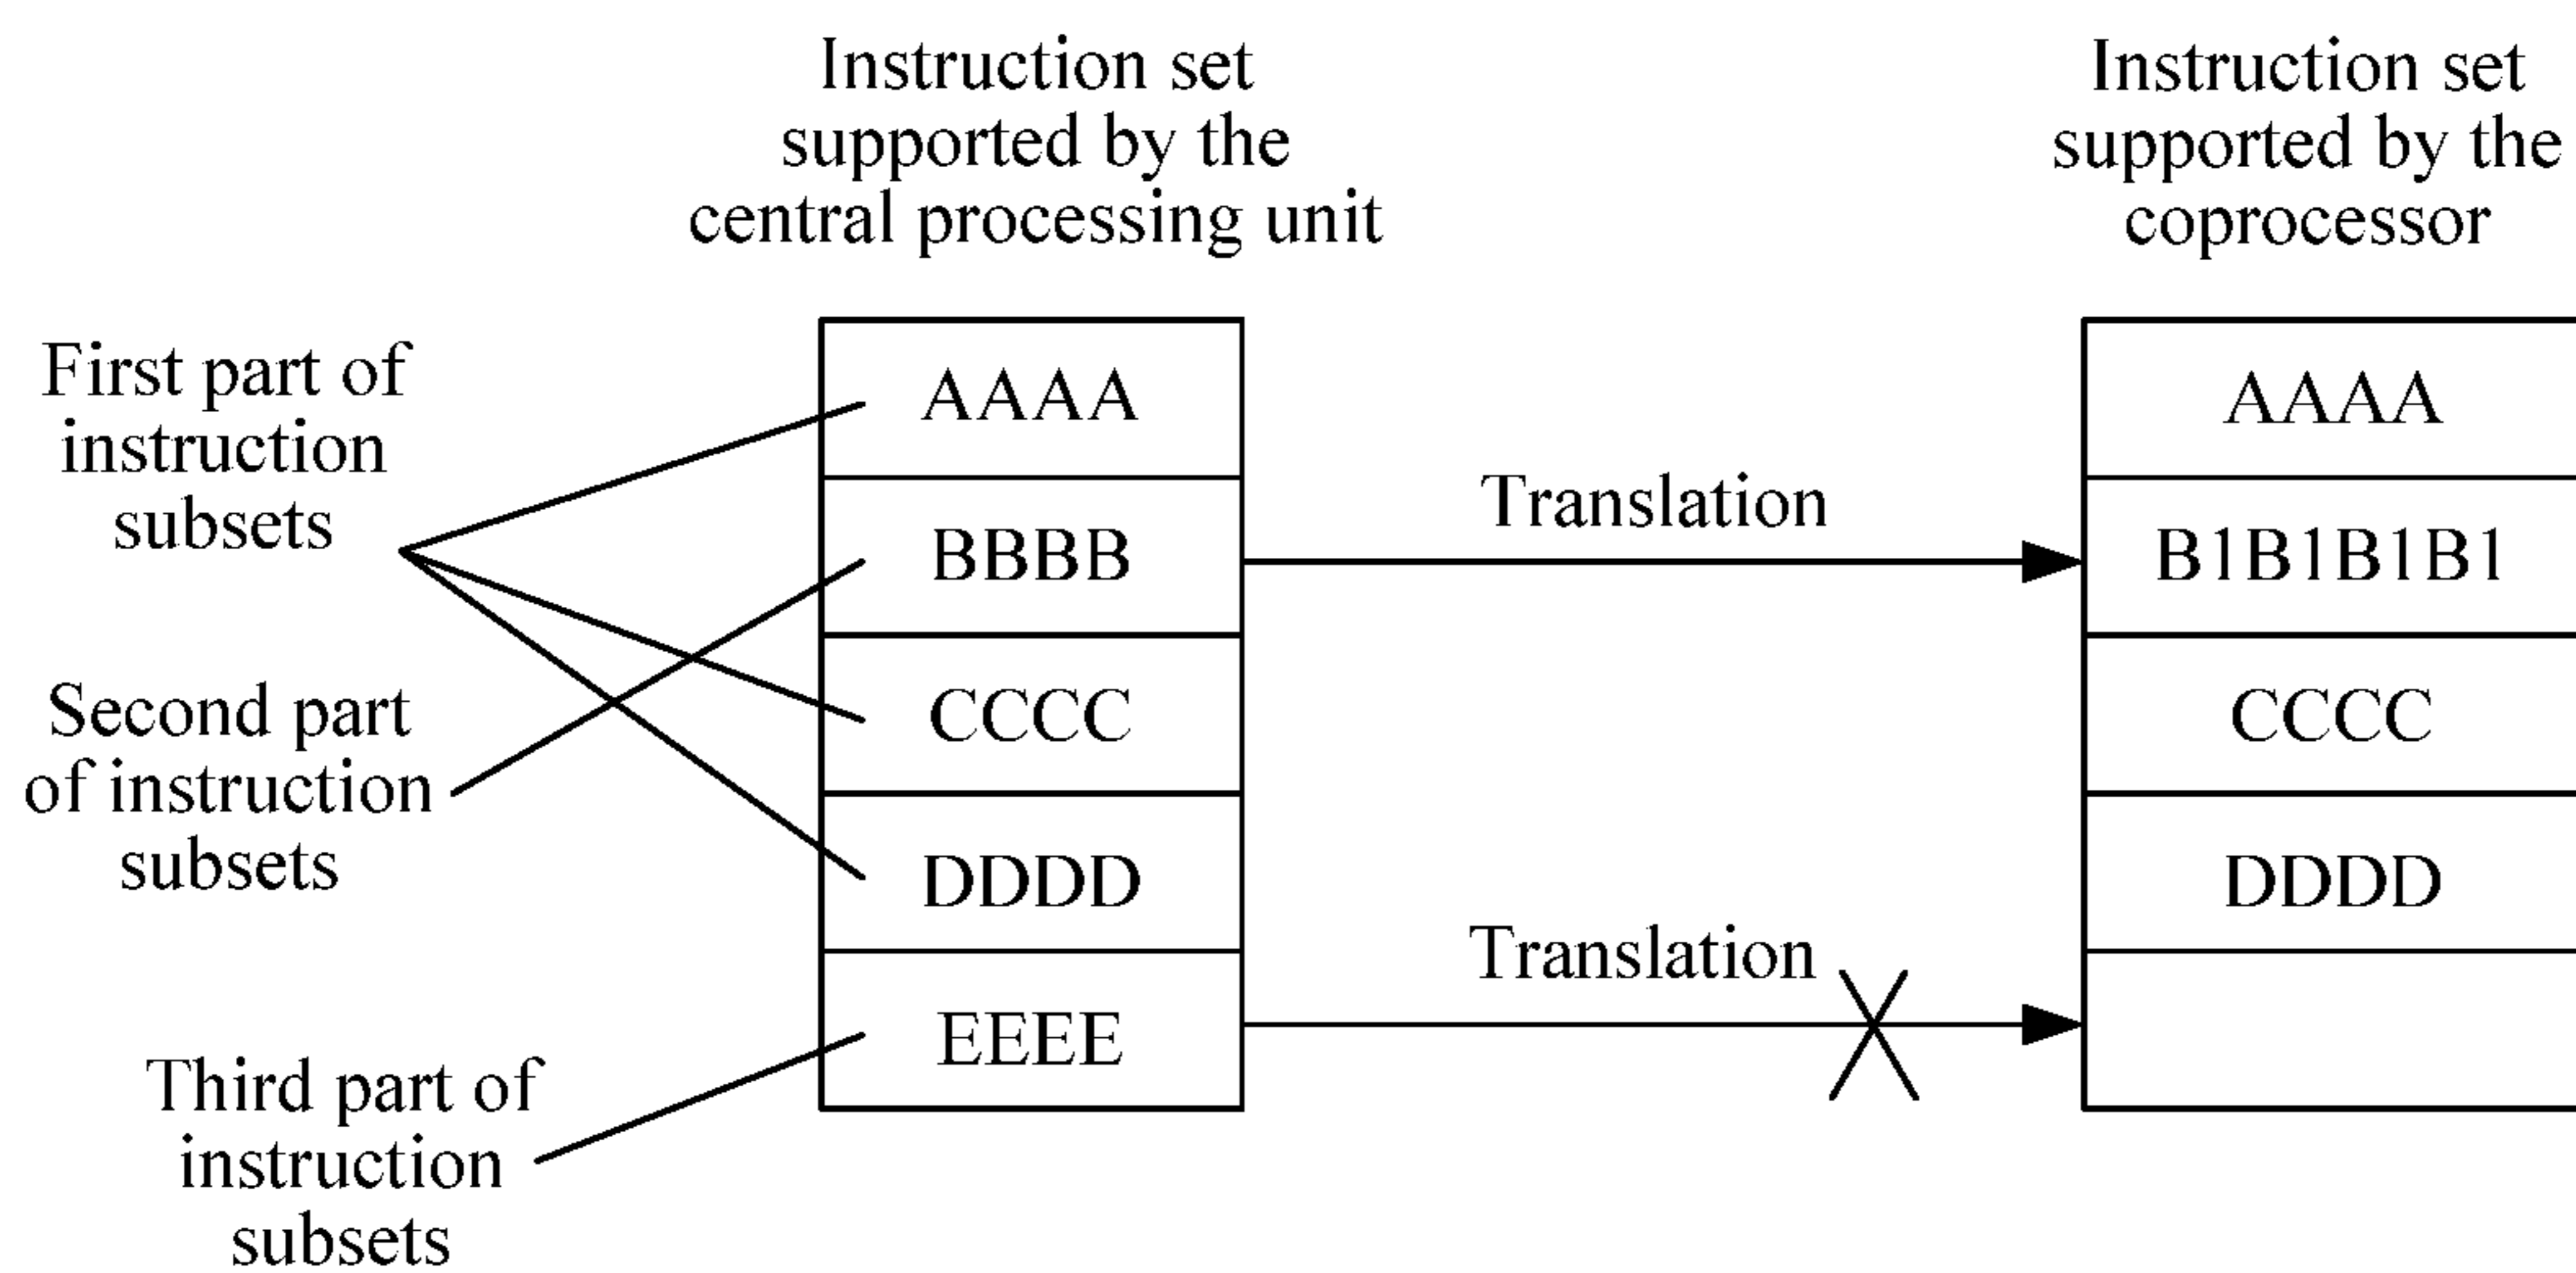 Instruction set
supported by the
central processing unit
Instruction set
supported by the
coprocessor
First part of
instruction
subsets
Second part
of instruction
subsets
Third part of
instruction
subsets
AAAA
BBBB
CCCC
DDDD
EEEE
Translation
Translation
AAAA
B1B1B1B1
CCCC
DDDD